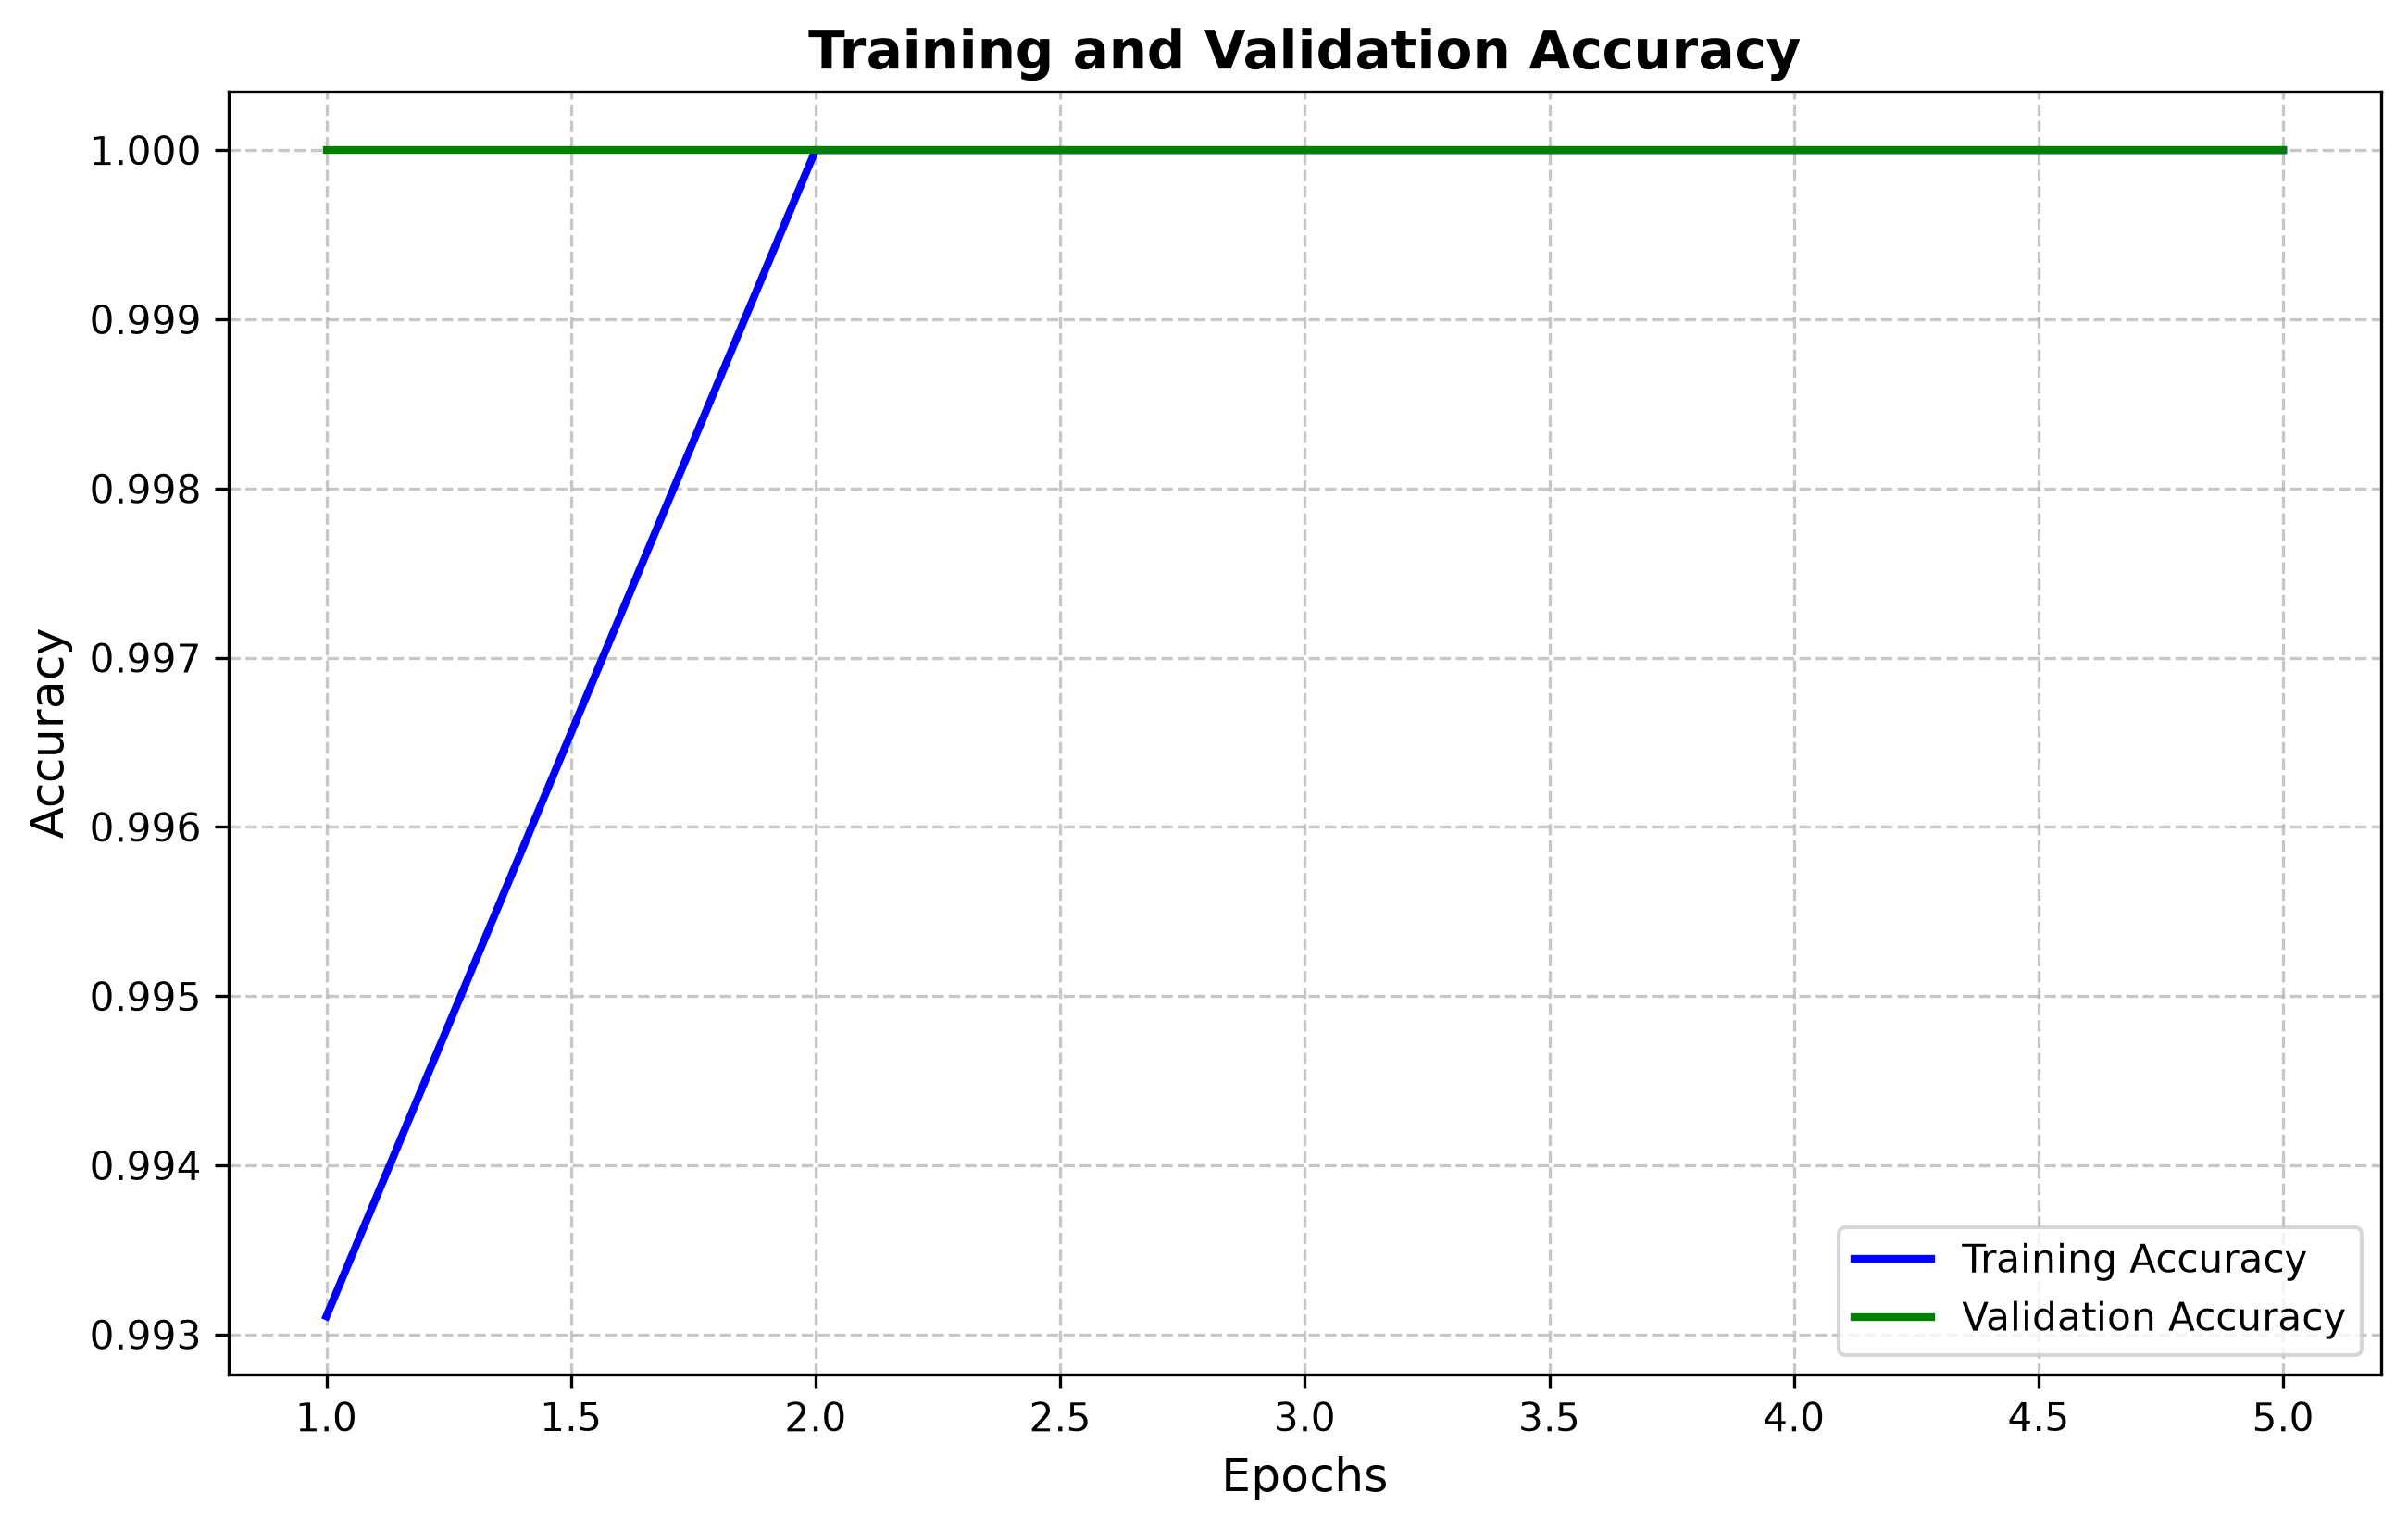 Training and Validation Accuracy
1.000
0.999
0.998
0.997
0.996
0.995
0.994
0.993
Accuracy
Training Accuracy
Validation Accuracy
1.0 1.5 2.0 2.5 3.0 3.5 4.0 4.5 5.0
Epochs